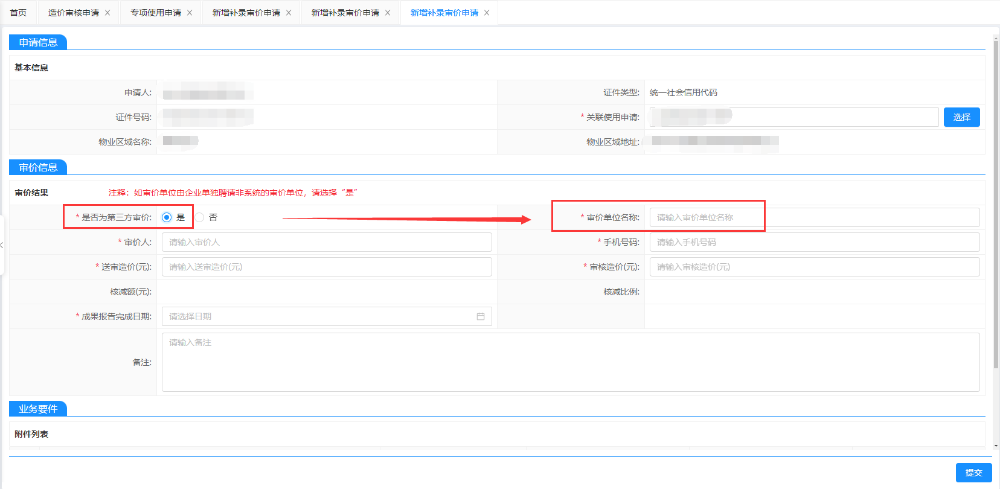 首页 造价审核申请 专项使用申请 新增补录审价申请 新增补录审价申请 新增补录审价申请
申请信息
基本信息
申请人: 证件类型: 统一社会信用代码
证件号码: * 关联使用申请: 选择
物业区域名称: 物业区域地址:
审价信息
审价结果 注释：如审价单位由企业单独聘请非系统的审价单位，请选择“是”
* 是否为第三方审价: 是 否 * 审价单位名称: 请输入审价单位名称
* 审价人: 请输入审价人 * 手机号码: 请输入手机号码
* 送审造价(元): 请输入送审造价(元) * 审核造价(元): 请输入审核造价(元)
核减额(元): 核减比例:
* 成果报告完成日期: 请选择日期
备注: 请输入备注
业务要件
附件列表
提交